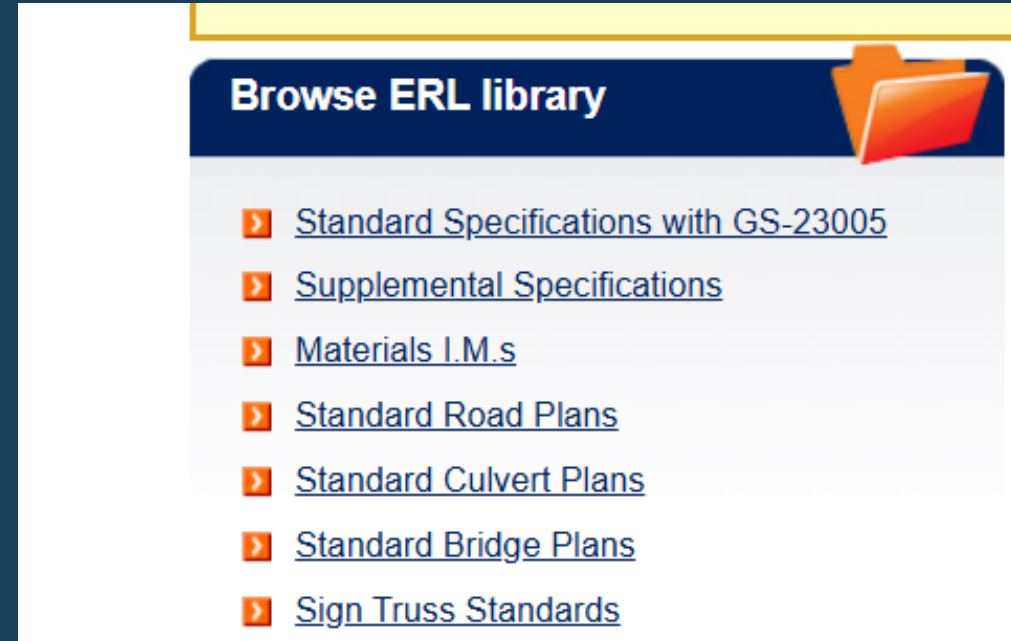 Browse ERL library
Standard Specifications with GS-23005
Supplemental Specifications
Materials I.M.s
Standard Road Plans
Standard Culvert Plans
Standard Bridge Plans
Sign Truss Standards